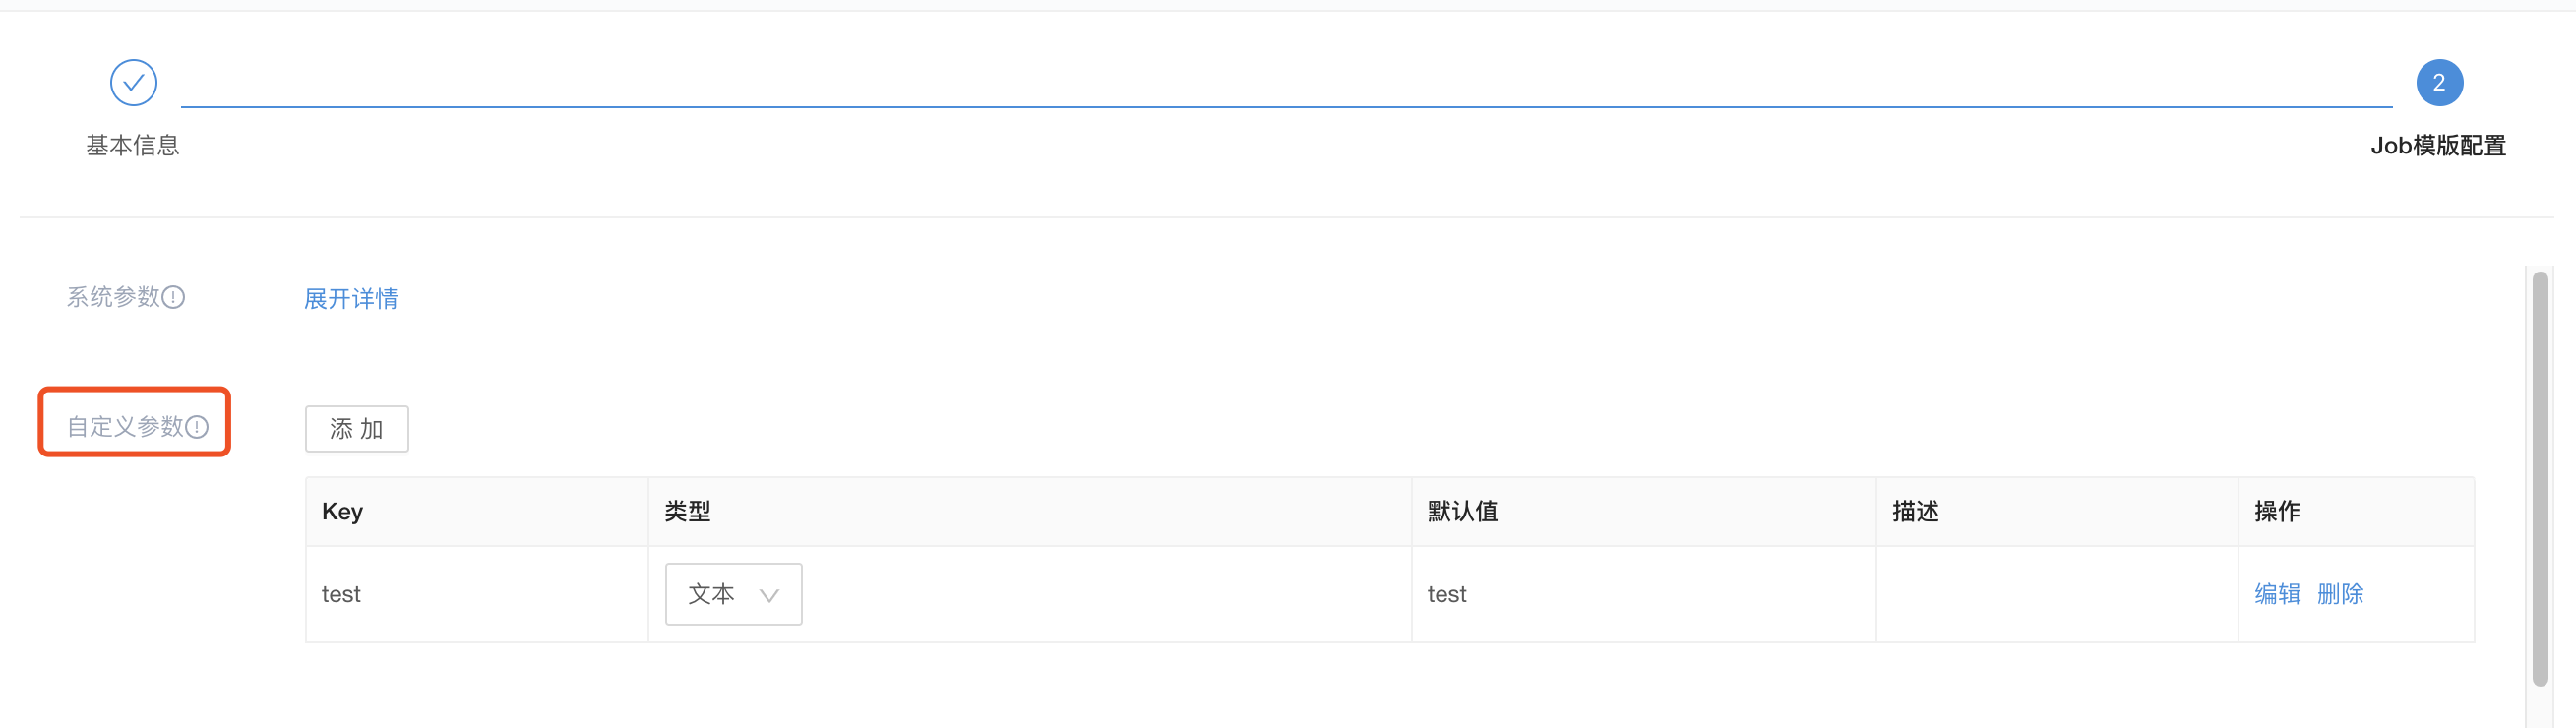 2
基本信息
Job模版配置
系统参数
展开详情
自定义参数
添 加
Key 类型 默认值 描述 操作
test 文本 test 编辑 删除